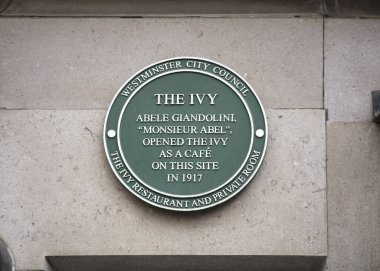 WESTMINSTER CITY COUNCIL
THE IVY
ABELE GIANDOLINI,
"MONSIEUR ABEL",
OPENED THE IVY
AS A CAFÉ
ON THIS SITE
IN 1917
THE IVY RESTAURANT AND PRIVATE ROOM